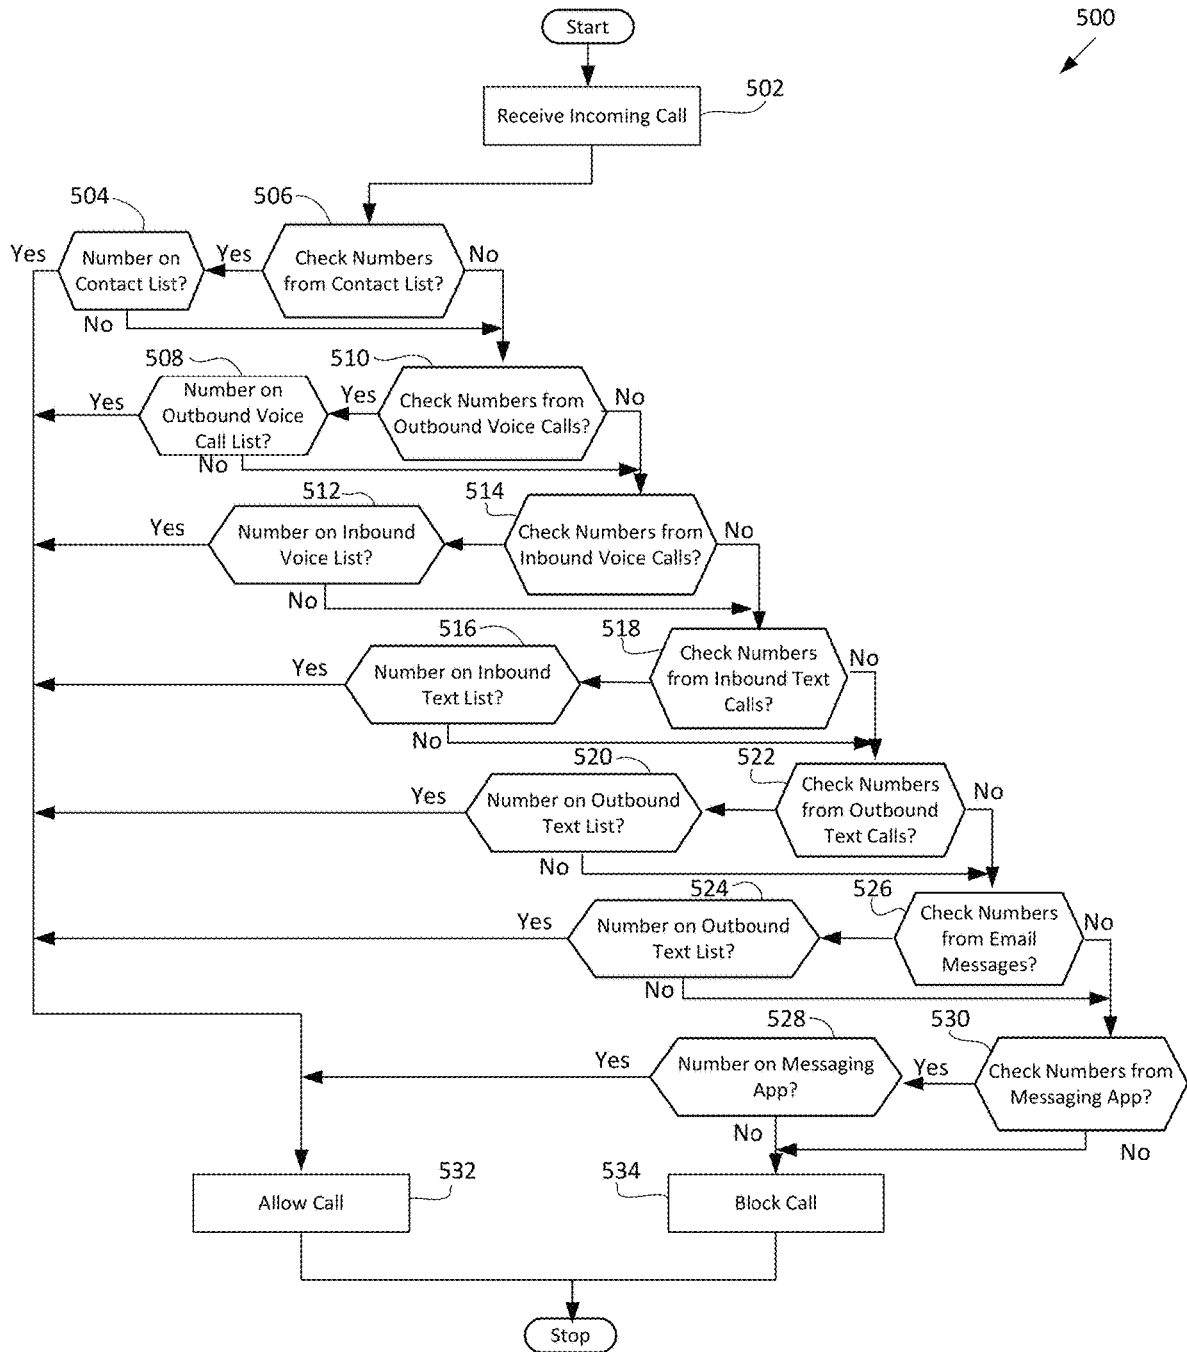 Start
500
Receive Incoming Call
502
504
506
Yes
Number on
Contact List?
Yes
Check Numbers
from Contact List?
No
No
508
510
Yes
Number on
Outbound Voice
Call List?
Yes
Check Numbers from
Outbound Voice Calls?
No
No
512
514
Yes
Number on Inbound
Voice List?
Check Numbers from
Inbound Voice Calls?
No
No
516
518
Yes
Number on Inbound
Text List?
Check Numbers
from Inbound Text
Calls?
No
No
520
522
Yes
Number on Outbound
Text List?
Check Numbers
from Outbound
Text Calls?
No
No
524
526
Yes
Number on Outbound
Text List?
Check Numbers
from Email
Messages?
No
No
528
530
Yes
Number on Messaging
App?
Yes
Check Numbers from
Messaging App?
No
No
Allow Call
532
534
Block Call
Stop